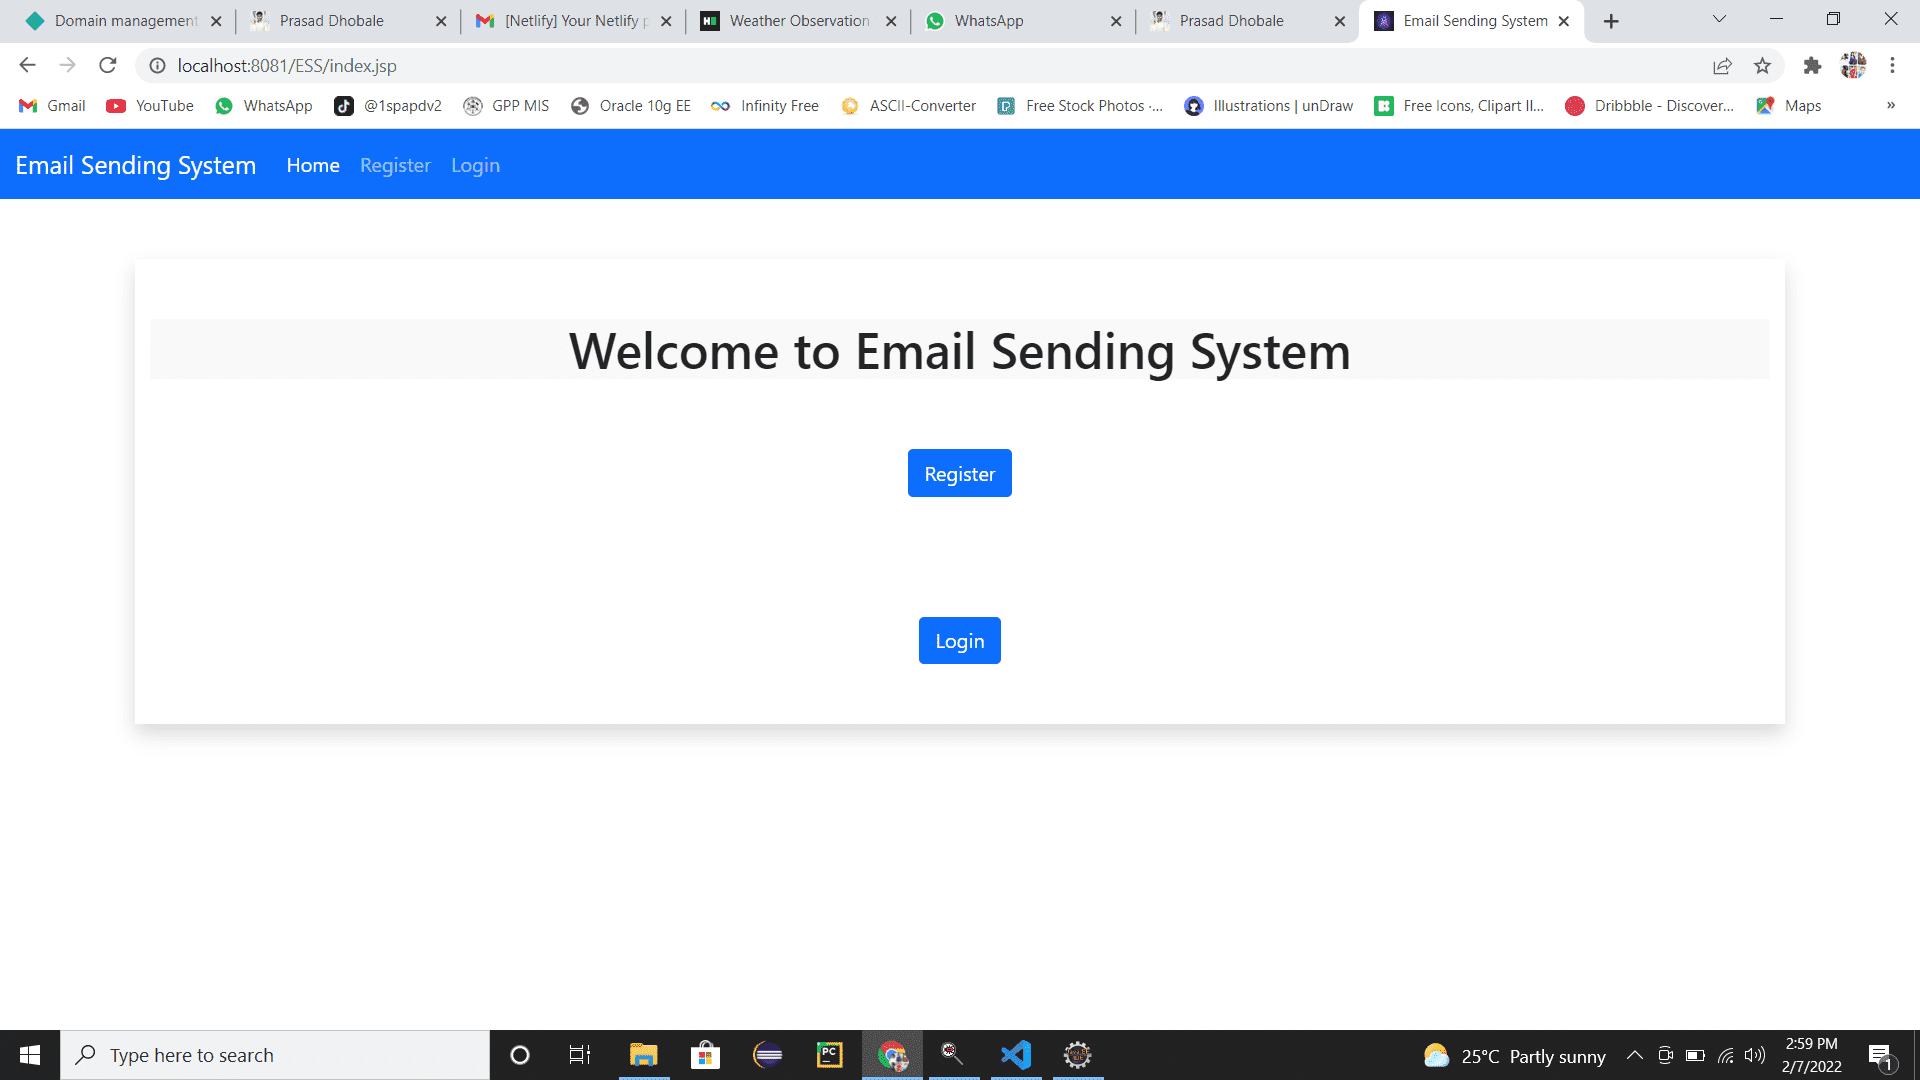 Domain management
Prasad Dhobale
[Netlify] Your Netlify
Weather Observation
WhatsApp
Prasad Dhobale
Email Sending System
localhost:8081/ESS/index.jsp
Gmail
YouTube
WhatsApp
@1spapdv2
GPP MIS
Oracle 10g EE
Infinity Free
ASCII-Converter
Free Stock Photos ·...
Illustrations | unDraw
Free Icons, Clipart Il...
Dribbble - Discover...
Maps
»
Email Sending System
Home
Register
Login
Welcome to Email Sending System
Register
Login
Type here to search
PC
25°C Partly sunny
2:59 PM
2/7/2022
1